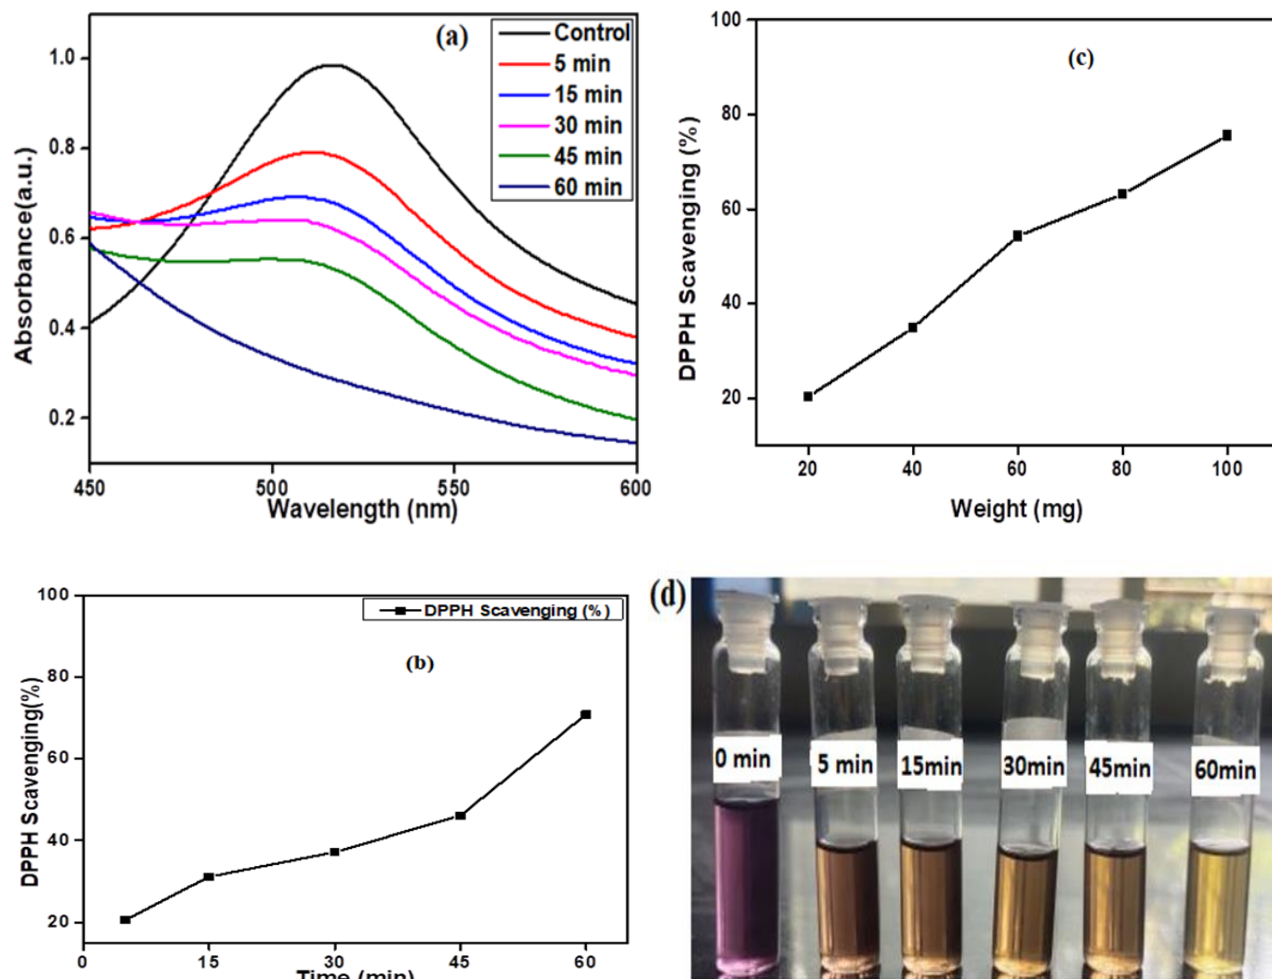 (a)
Control
5 min
15 min
30 min
45 min
60 min
1.0
0.8
0.6
0.4
0.2
Absorbance(a.u.)
450
500
550
600
Wavelength (nm)
(c)
100
80
60
40
20
DPPH Scavenging (%)
20
40
60
80
100
Weight (mg)
DPPH Scavenging (%)
(b)
100
80
60
40
20
DPPH Scavenging(%)
0
15
30
45
60
Time (min)
(d)
0 min
5 min
15min
30min
45min
60min